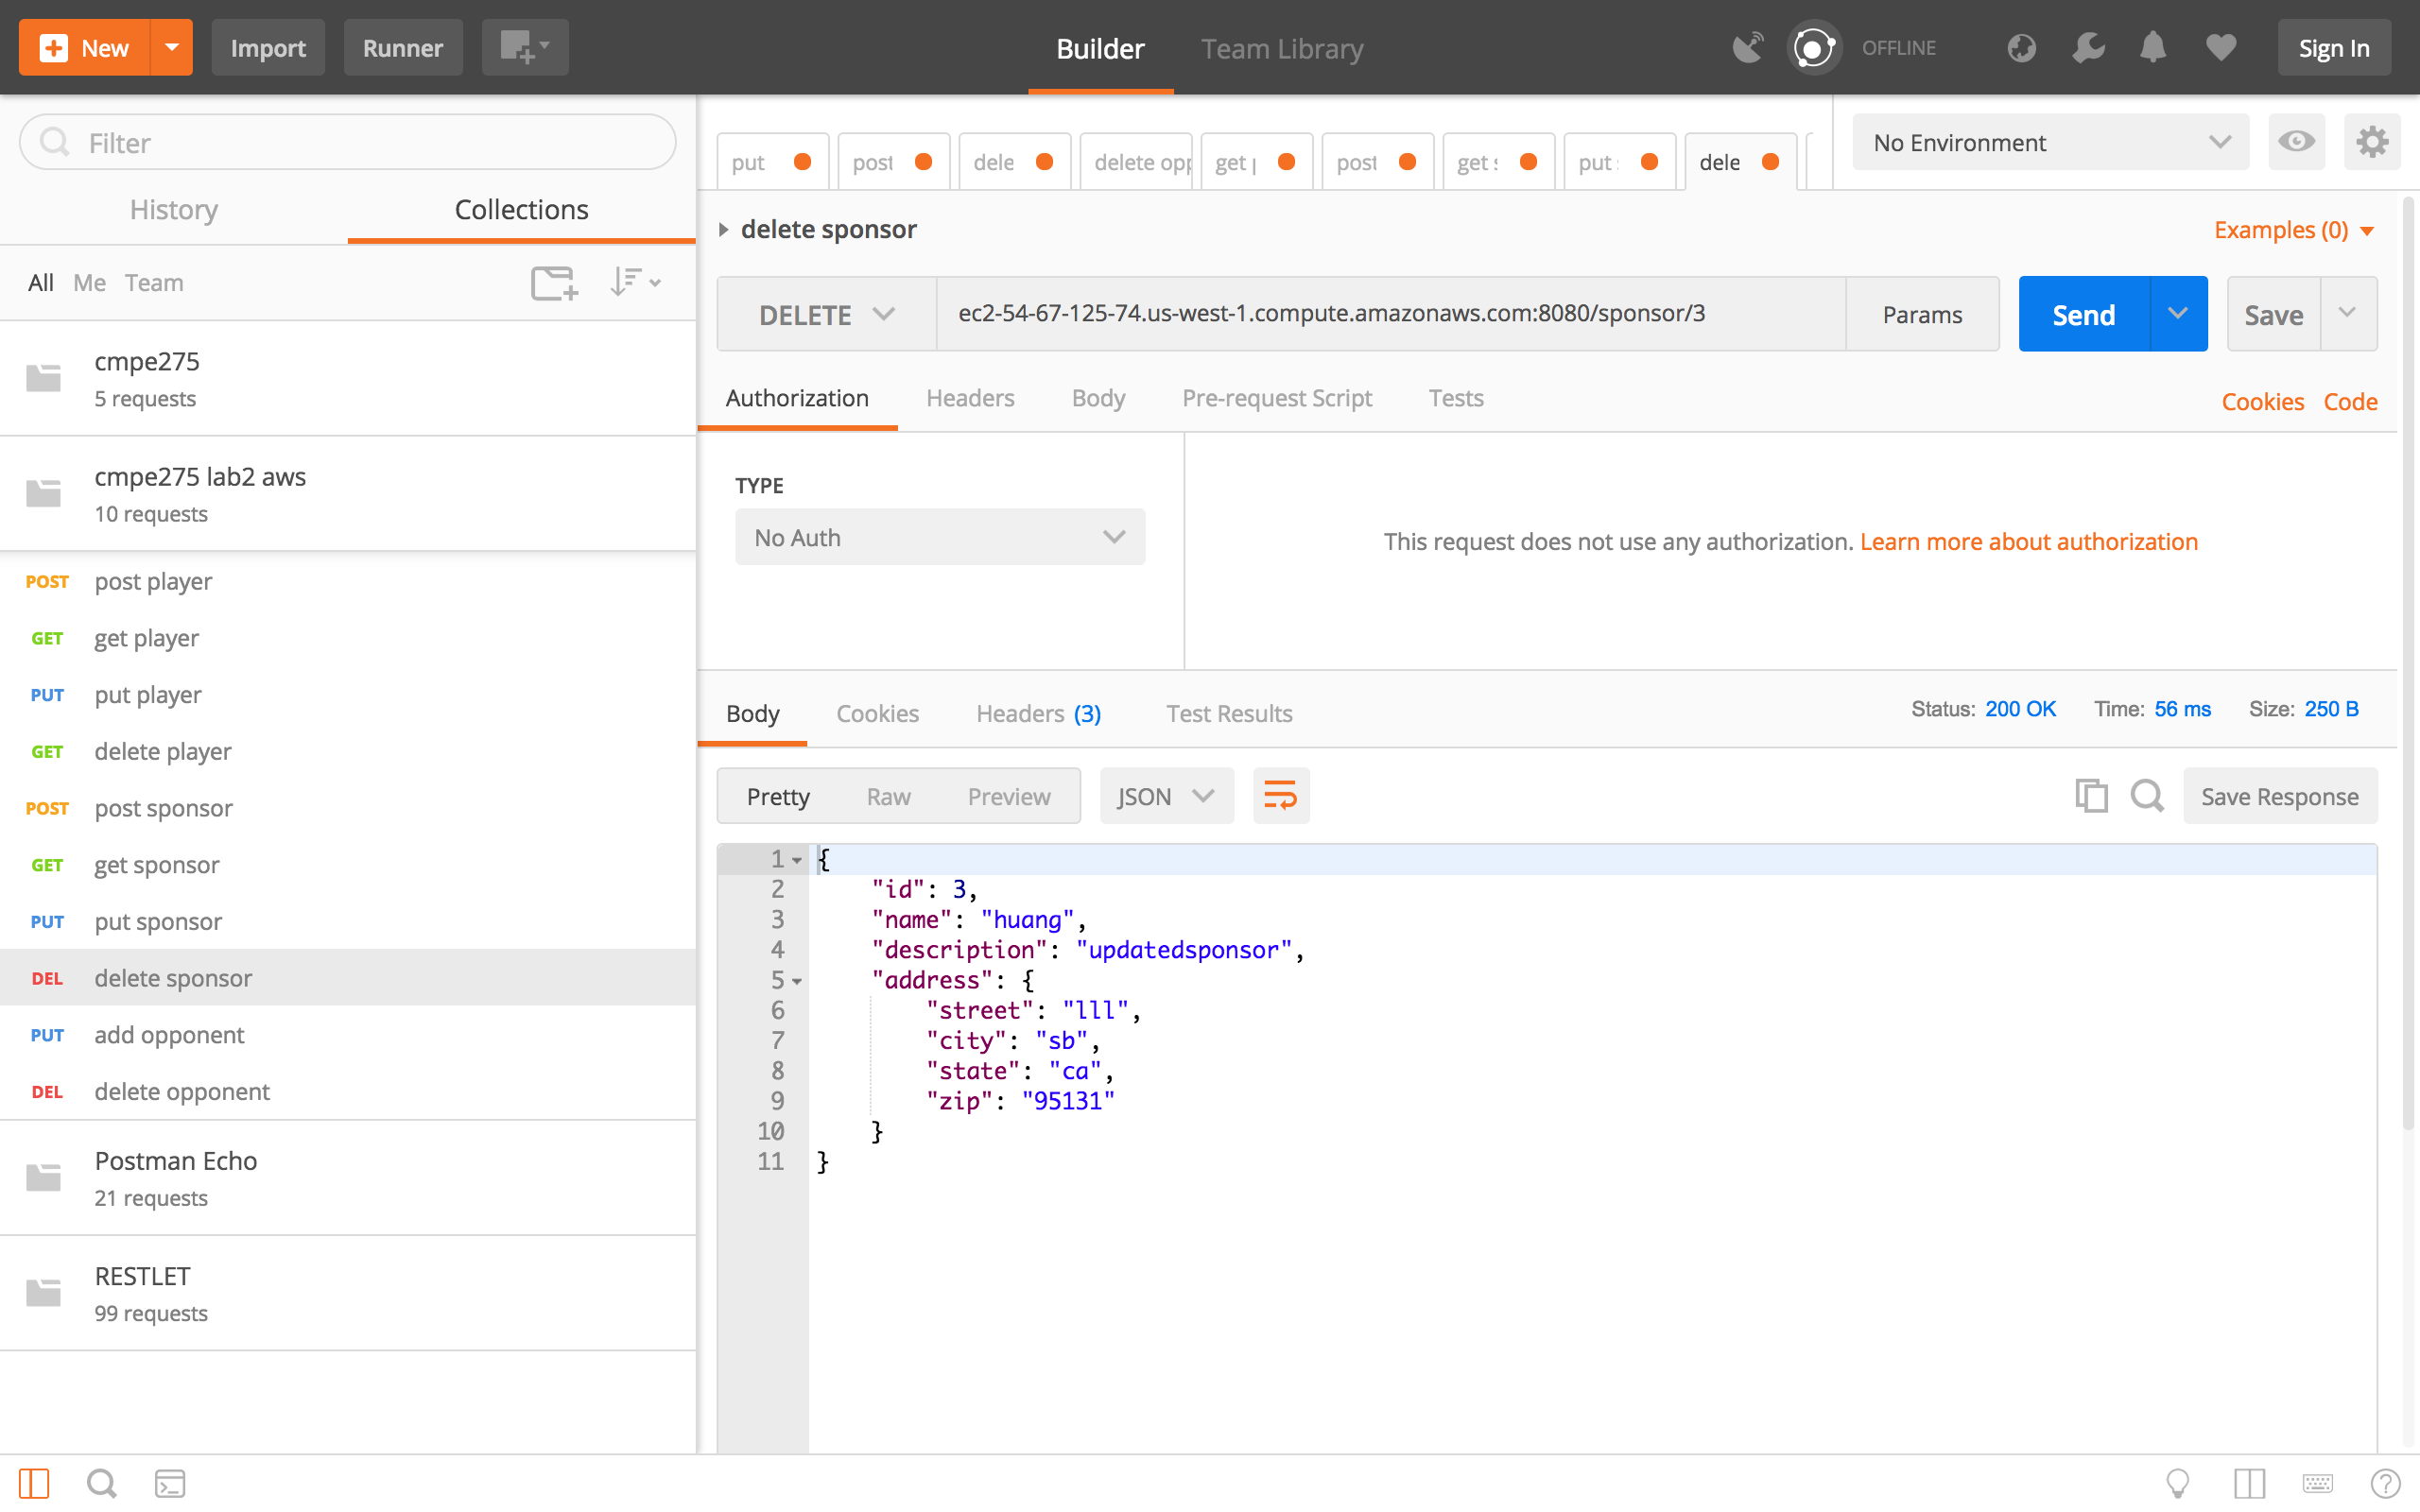 New Import Runner Builder Team Library OFFLINE Sign In
Filter
History Collections
All Me Team
cmpe275
5 requests
cmpe275 lab2 aws
10 requests
POST post player
GET get player
PUT put player
GET delete player
POST post sponsor
GET get sponsor
PUT put sponsor
DEL delete sponsor
PUT add opponent
DEL delete opponent
Postman Echo
21 requests
RESTLET
99 requests
put post dele delete opp get p post get s put s dele No Environment
delete sponsor Examples (0)
DELETE ec2-54-67-125-74.us-west-1.compute.amazonaws.com:8080/sponsor/3 Params Send Save
Authorization Headers Body Pre-request Script Tests Cookies Code
TYPE
No Auth
This request does not use any authorization. Learn more about authorization
Body Cookies Headers (3) Test Results Status: 200 OK Time: 56 ms Size: 250 B
Pretty Raw Preview JSON Save Response
1 {
2 "id": 3,
3 "name": "huang",
4 "description": "updatedsponsor",
5 "address": {
6 "street": "lll",
7 "city": "sb",
8 "state": "ca",
9 "zip": "95131"
10 }
11 }